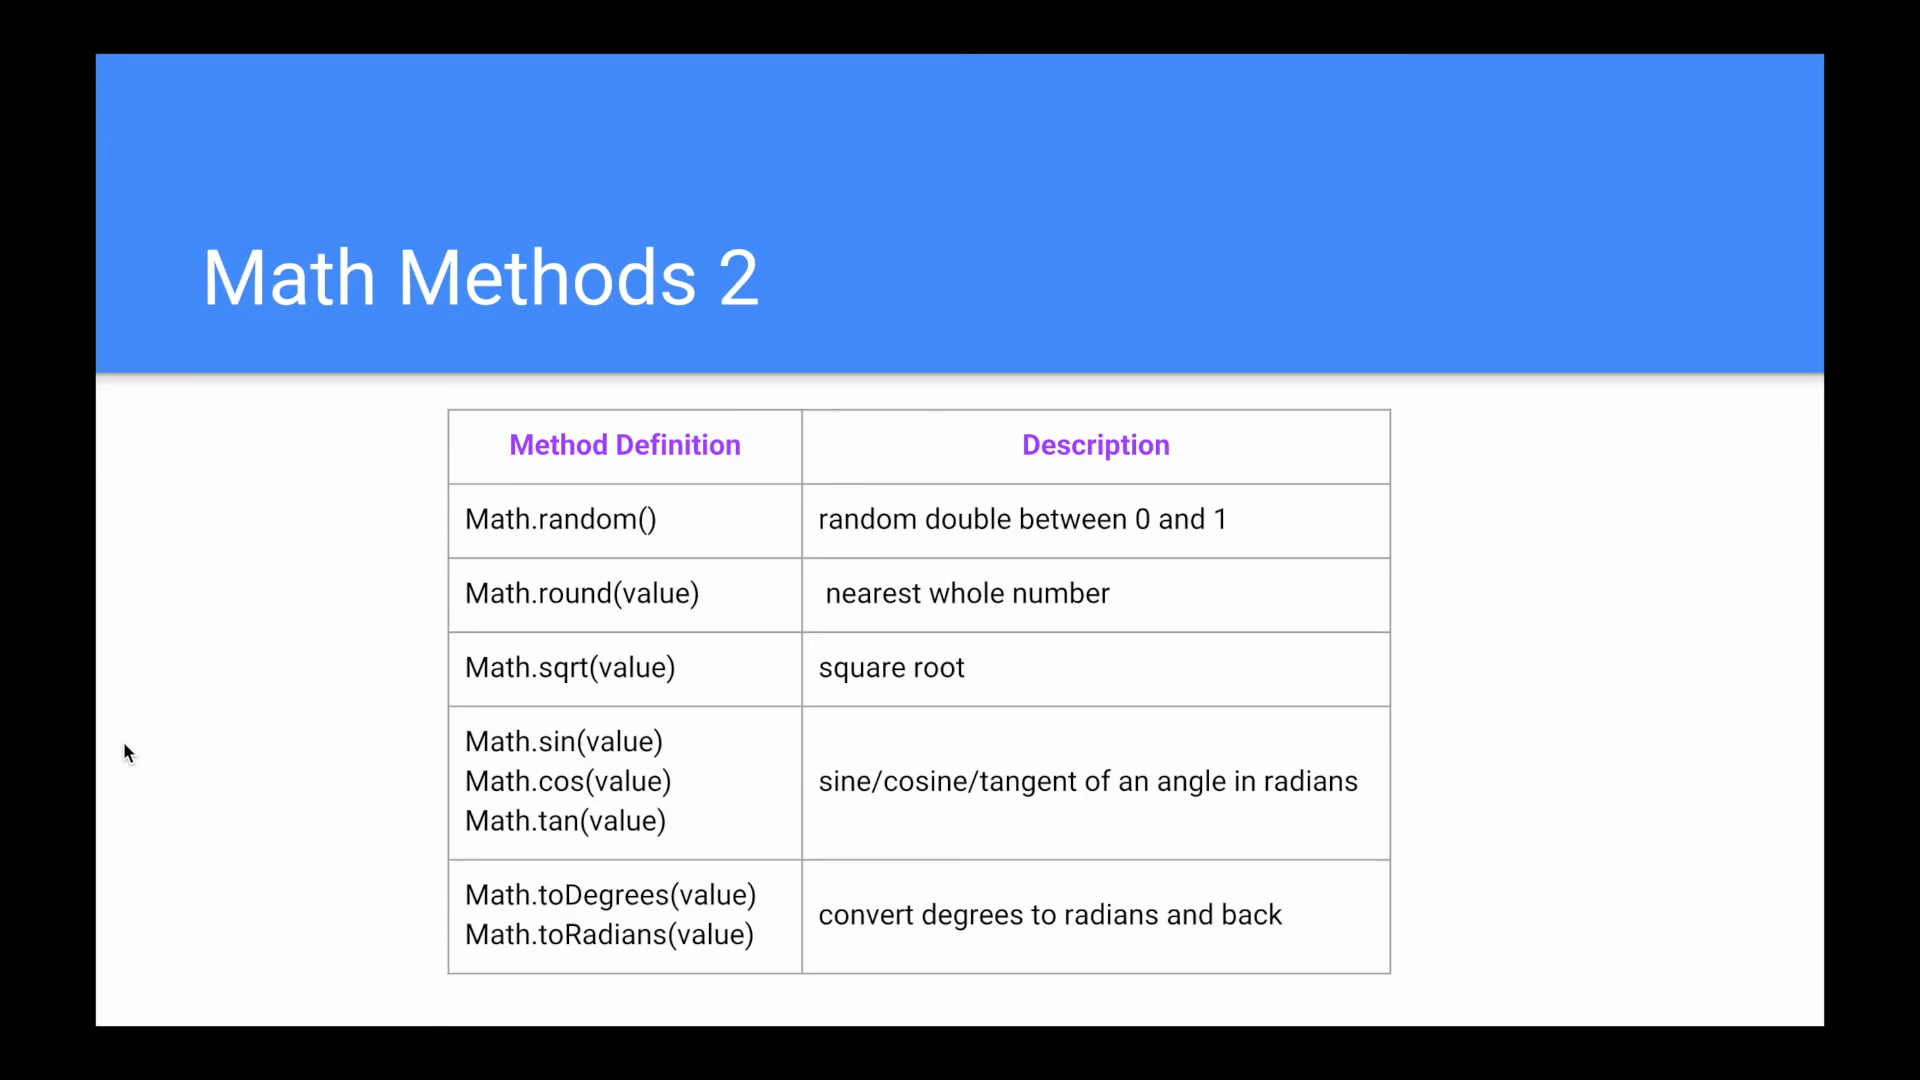 Math Methods 2
Method Definition
Description
Math.random()
random double between 0 and 1
Math.round(value)
nearest whole number
Math.sqrt(value)
square root
Math.sin(value)
Math.cos(value)
Math.tan(value)
sine/cosine/tangent of an angle in radians
Math.toDegrees(value)
Math.toRadians(value)
convert degrees to radians and back